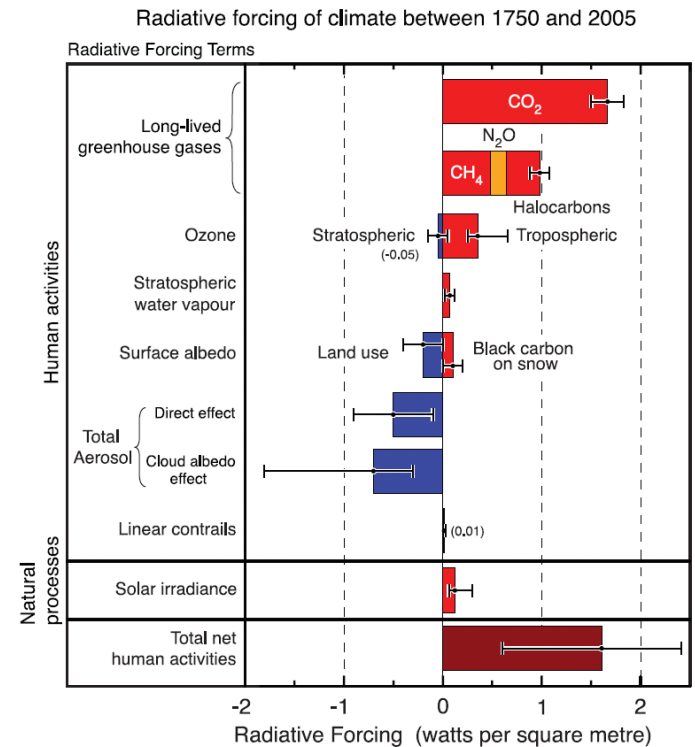 Radiative forcing of climate between 1750 and 2005
Radiative Forcing Terms
Human activities
Long-lived
greenhouse gases
CO₂
N₂O
CH₄
Halocarbons
Ozone
Stratospheric
(-0.05)
Tropospheric
Stratospheric
water vapour
Surface albedo
Land use
Black carbon
on snow
Total
Aerosol
Direct effect
Cloud albedo
effect
Linear contrails
(0.01)
Natural
processes
Solar irradiance
Total net
human activities
-2 -1 0 1 2
Radiative Forcing (watts per square metre)